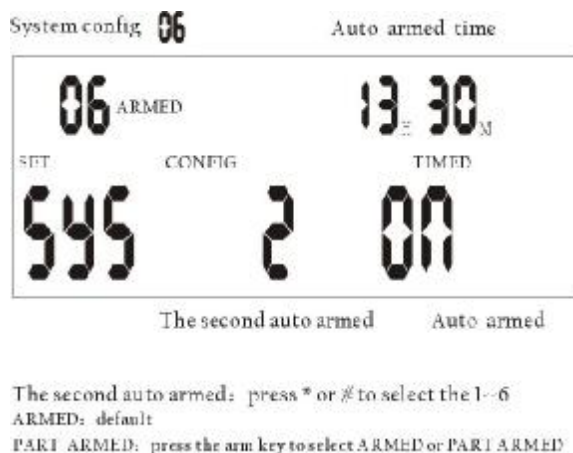 System config 06 Auto armed time
06 ARMED 13 H 30 M
SET CONFIG TIMED
SYS 2 ON
The second auto armed Auto armed
The second auto armed: press * or # to select the 1--6
ARMED: default
PART ARMED: press the arm key to select ARMED or PART ARMED